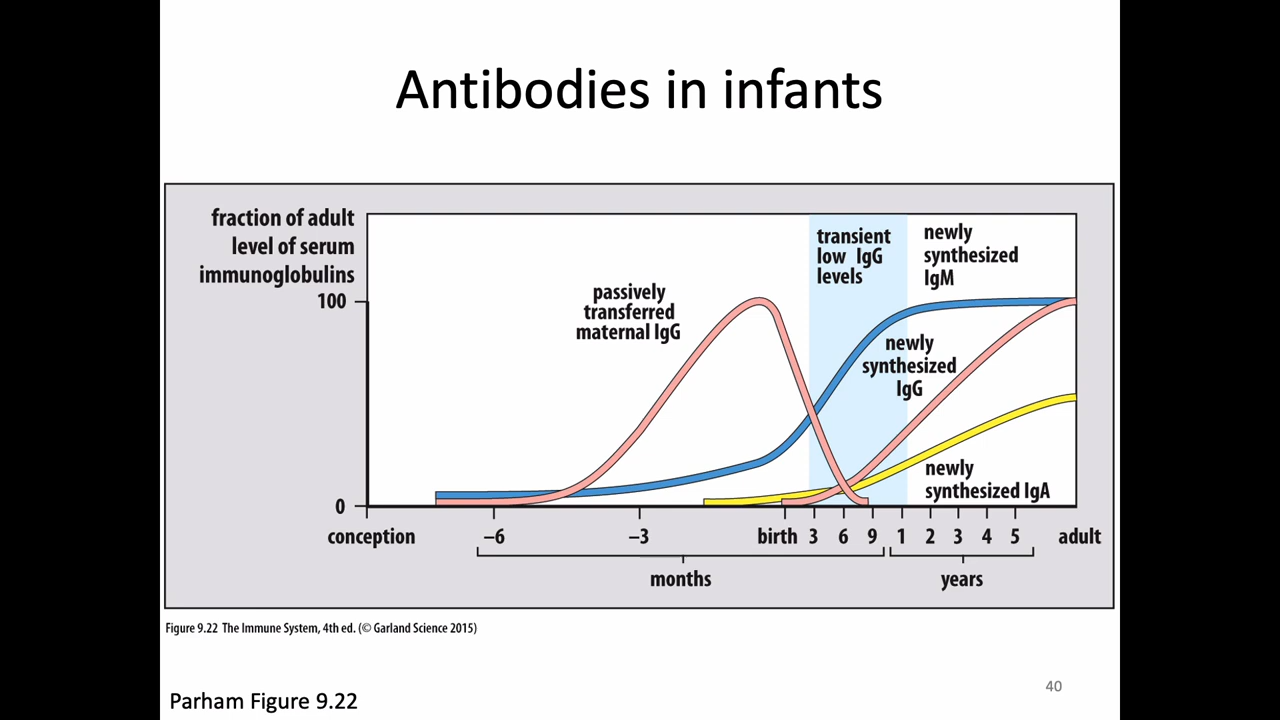 Antibodies in infants
fraction of adult
level of serum
immunoglobulins
100
0
passively
transferred
maternal IgG
transient
low IgG
levels
newly
synthesized
IgM
newly
synthesized
IgG
newly
synthesized IgA
conception
–6
–3
birth
3
6
9
1
2
3
4
5
adult
months
years
Figure 9.22 The Immune System, 4th ed. (© Garland Science 2015)
40
Parham Figure 9.22